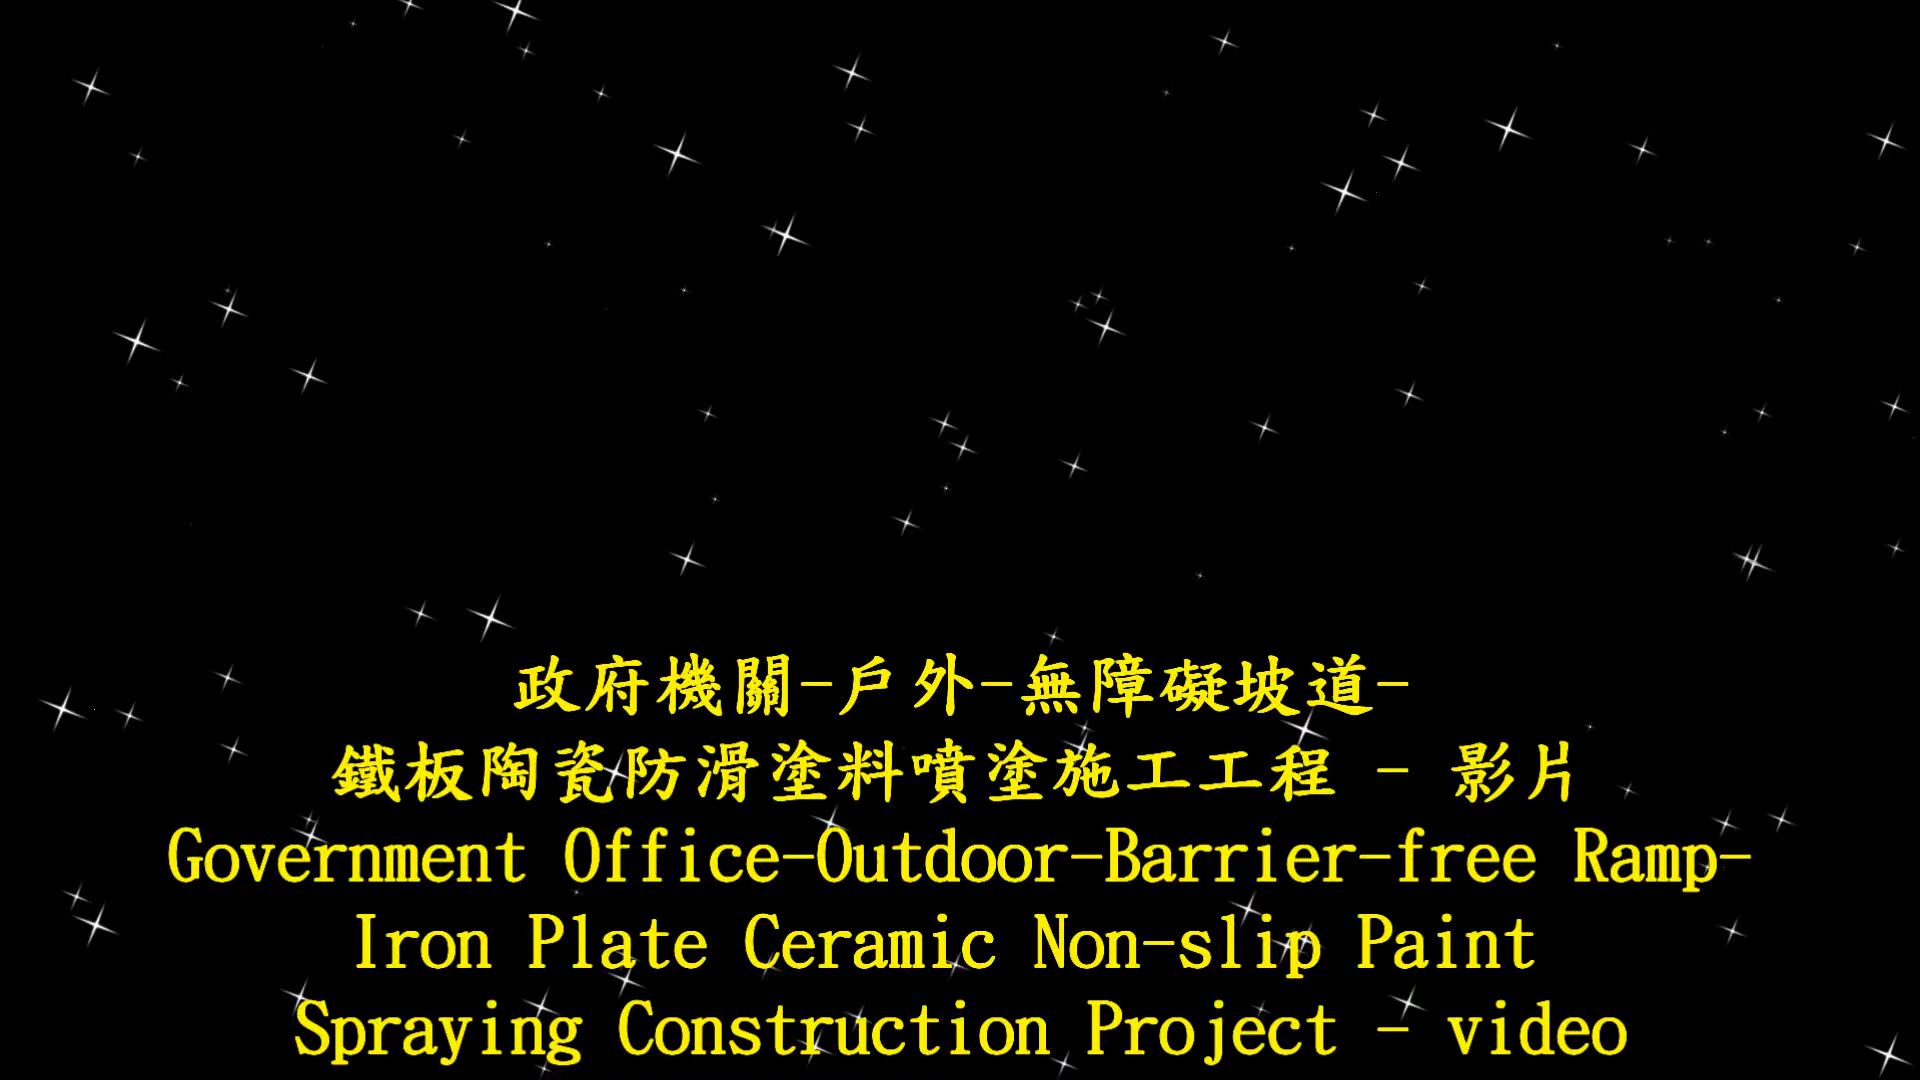 政府機關-戶外-無障礙坡道-
鐵板陶瓷防滑塗料噴塗施工工程 - 影片
Government Office-Outdoor-Barrier-free Ramp-
Iron Plate Ceramic Non-slip Paint
Spraying Construction Project - video